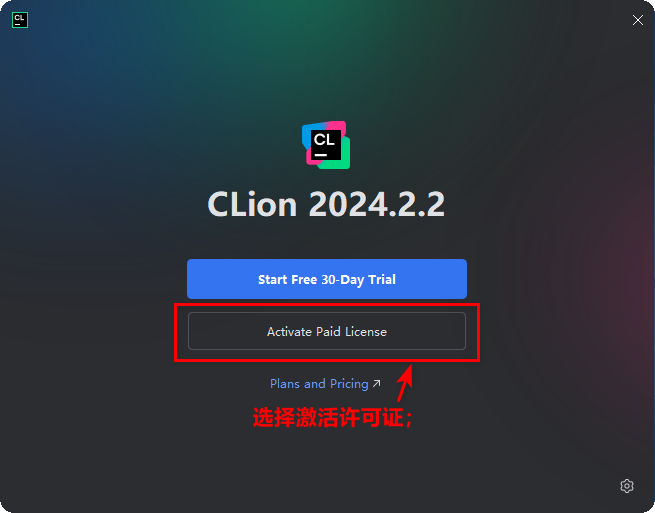 CL
CL
CLion 2024.2.2
Start Free 30-Day Trial
Activate Paid License
Plans and Pricing ↗
选择激活许可证；